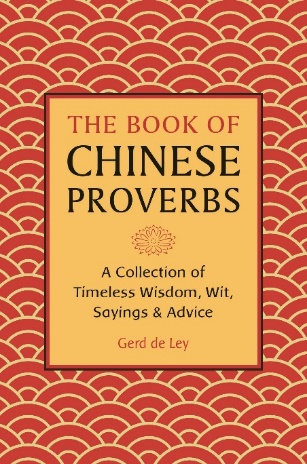 THE BOOK OF
CHINESE
PROVERBS
A Collection of
Timeless Wisdom, Wit,
Sayings & Advice
Gerd de Ley